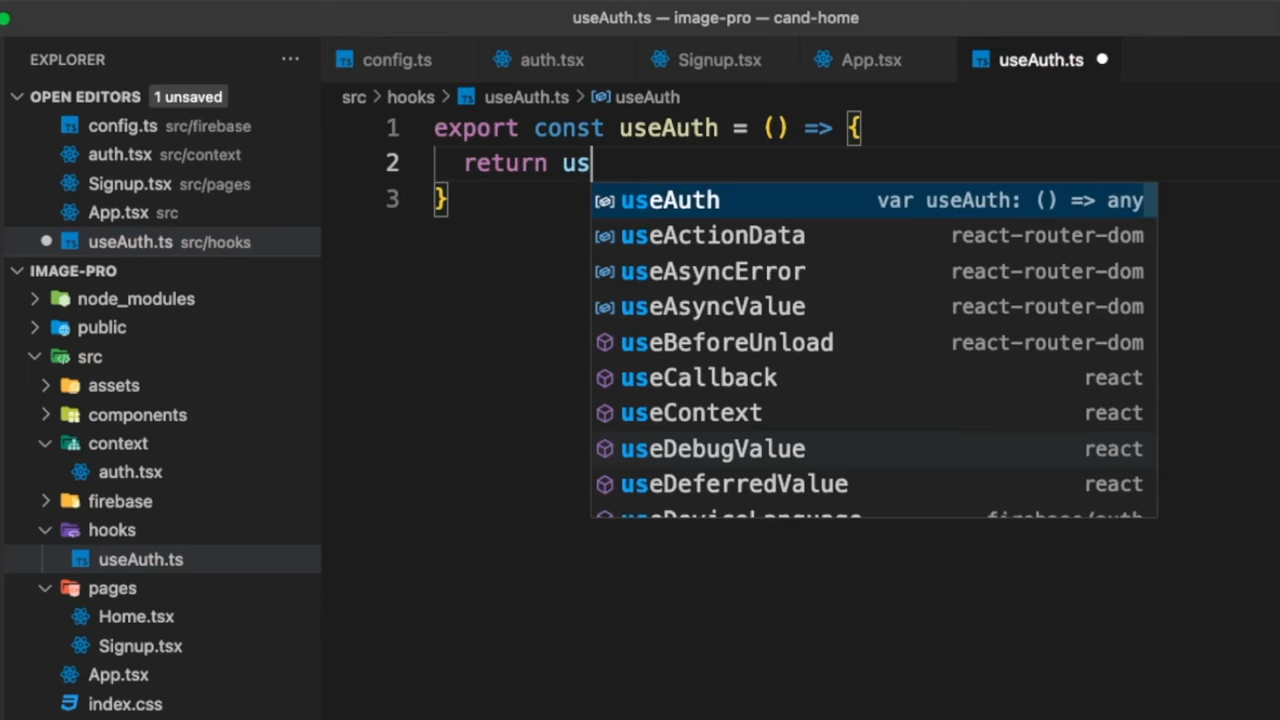 useAuth.ts — image-pro — cand-home
EXPLORER ...
config.ts auth.tsx Signup.tsx App.tsx useAuth.ts
OPEN EDITORS 1 unsaved
config.ts src/firebase
auth.tsx src/context
Signup.tsx src/pages
App.tsx src
useAuth.ts src/hooks
IMAGE-PRO
node_modules
public
src
assets
components
context
auth.tsx
firebase
hooks
useAuth.ts
pages
Home.tsx
Signup.tsx
App.tsx
index.css
src > hooks > useAuth.ts > useAuth
1 export const useAuth = () => {
2 return us
3 }
useAuth var useAuth: () => any
useActionData react-router-dom
useAsyncError react-router-dom
useAsyncValue react-router-dom
useBeforeUnload react-router-dom
useCallback react
useContext react
useDebugValue react
useDeferredValue react
useDeviceLanguage firebase/auth